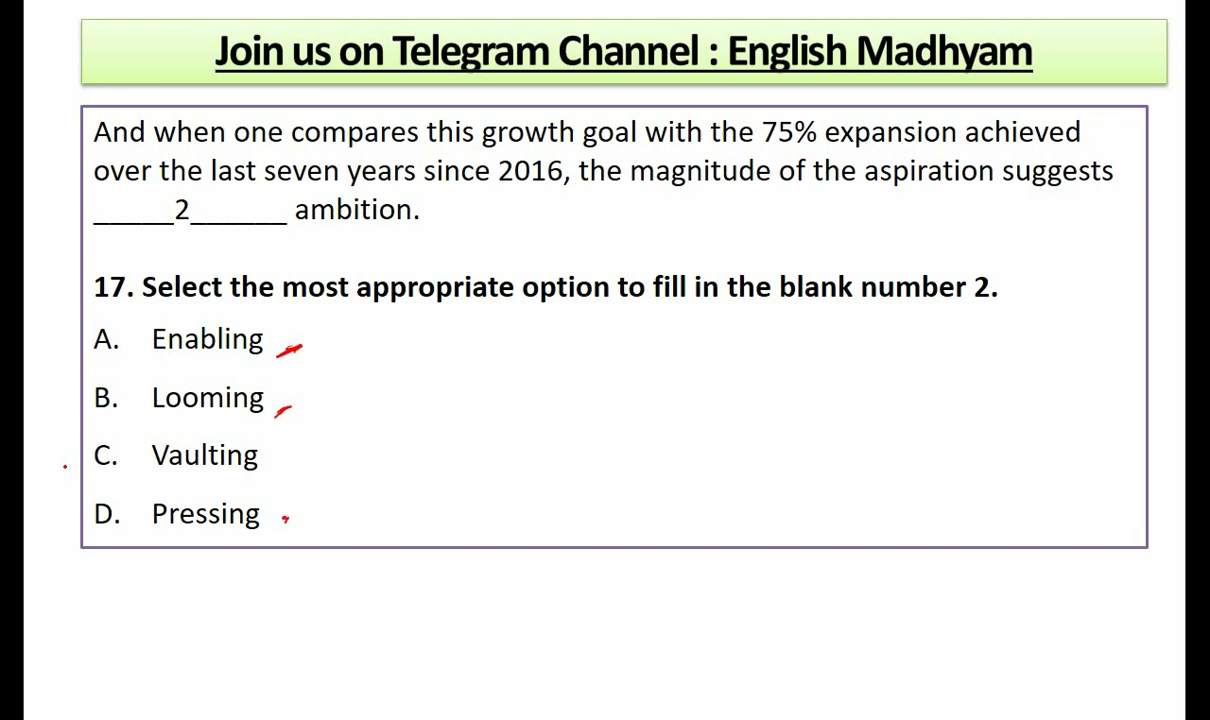 Join us on Telegram Channel : English Madhyam
And when one compares this growth goal with the 75% expansion achieved
over the last seven years since 2016, the magnitude of the aspiration suggests
_____2______ ambition.
17. Select the most appropriate option to fill in the blank number 2.
A. Enabling
B. Looming
C. Vaulting
D. Pressing